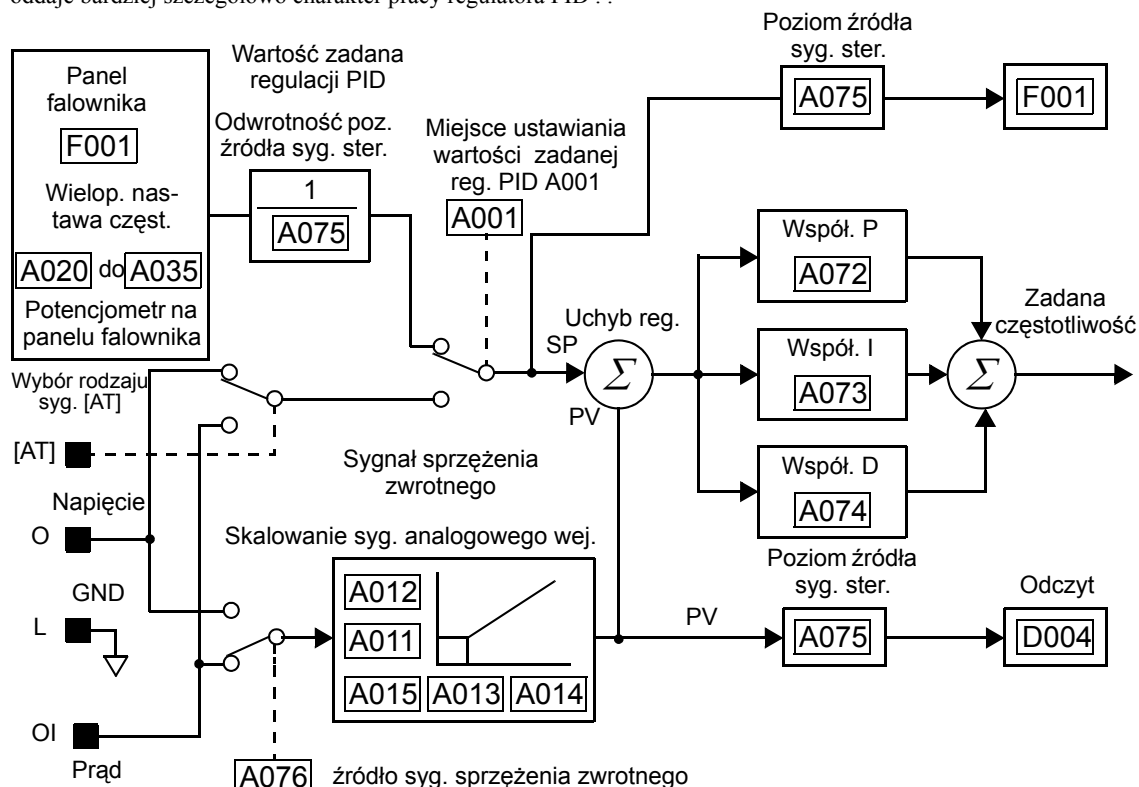 oddaje bardziej szczegółowo charakter pracy regulatora PID . .
Poziom źródła
syg. ster.
A075
F001
Panel
falownika
F001
Wielop. nas-
tawa częst.
A020 do A035
Potencjometr na
panelu falownika
Wartość zadana
regulacji PID
Odwrotność poz.
źródła syg. ster.
1
A075
Miejsce ustawiania
wartości zadanej
reg. PID A001
A001
Współ. P
A072
Uchyb reg.
SP
Σ
PV
Współ. I
A073
Współ. D
A074
Zadana
częstotliwość
Σ
Wybór rodzaju
syg. [AT]
[AT]
Napięcie
O
GND
L
OI
Prąd
Sygnał sprzężenia
zwrotnego
Skalowanie syg. analogowego wej.
A012
A011
A015 A013 A014
PV
Poziom źródła
syg. ster.
A075
Odczyt
D004
A076 źródło syg. sprzężenia zwrotnego